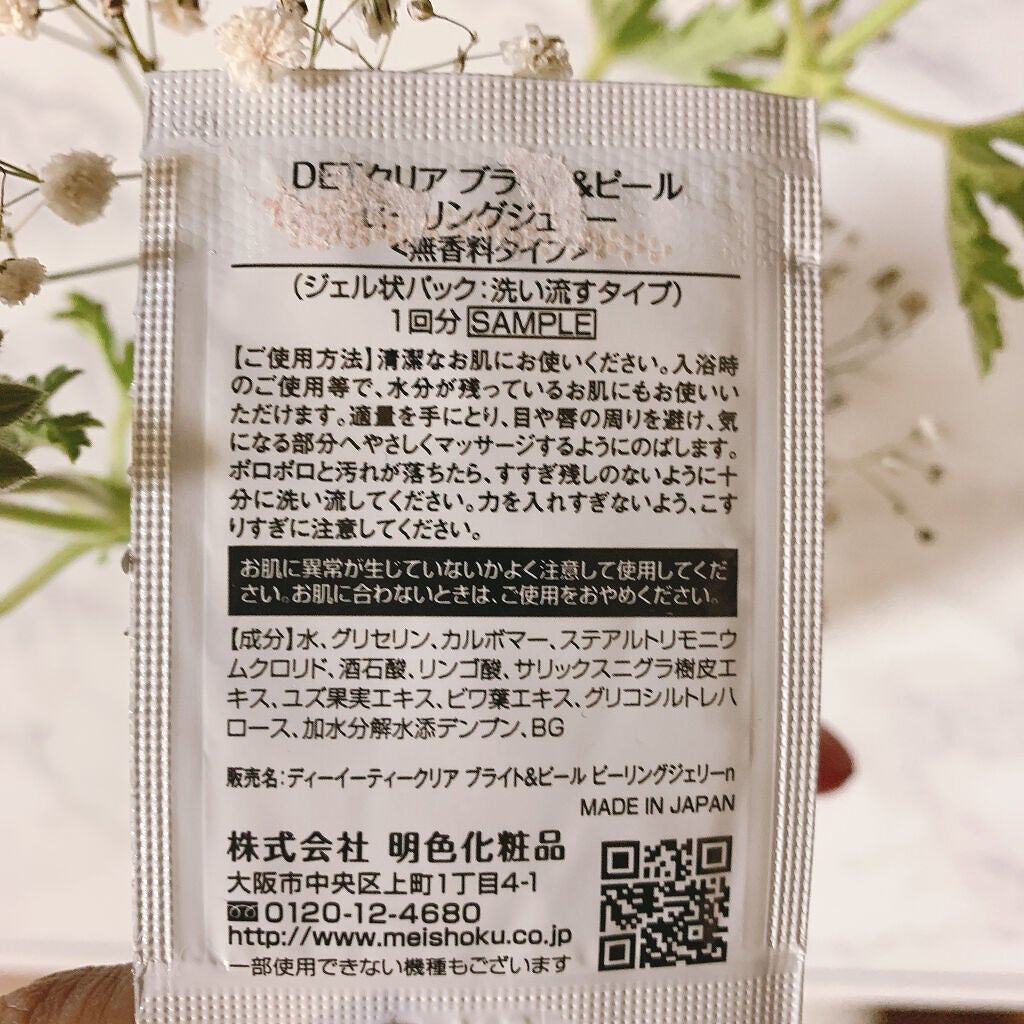 DETクリア ブライト&ピール
ピーリングジェリー
<無香料タイプ>
(ジェル状パック:洗い流すタイプ)
1回分 SAMPLE
【ご使用方法】清潔なお肌にお使いください。入浴時
のご使用等で、水分が残っているお肌にもお使いい
ただけます。適量を手にとり、目や唇の周りを避け、気
になる部分へやさしくマッサージするようにのばします。
ポロポロと汚れが落ちたら、すすぎ残しのないように十
分に洗い流してください。力を入れすぎないよう、こす
りすぎに注意してください。
お肌に異常が生じていないかよく注意して使用してくだ
さい。お肌に合わないときは、ご使用をおやめください。
【成分】水、グリセリン、カルボマー、ステアルトリモニウ
ムクロリド、酒石酸、リンゴ酸、サリックスニグラ樹皮エ
キス、ユズ果実エキス、ビワ葉エキス、グリコシルトレハ
ロース、加水分解水添デンプン、BG
販売名:ディーイーティークリア ブライト&ピール ピーリングジェリーn
MADE IN JAPAN
株式会社 明色化粧品
大阪市中央区上町1丁目4-1
0120-12-4680
http://www.meishoku.co.jp
一部使用できない機種もございます